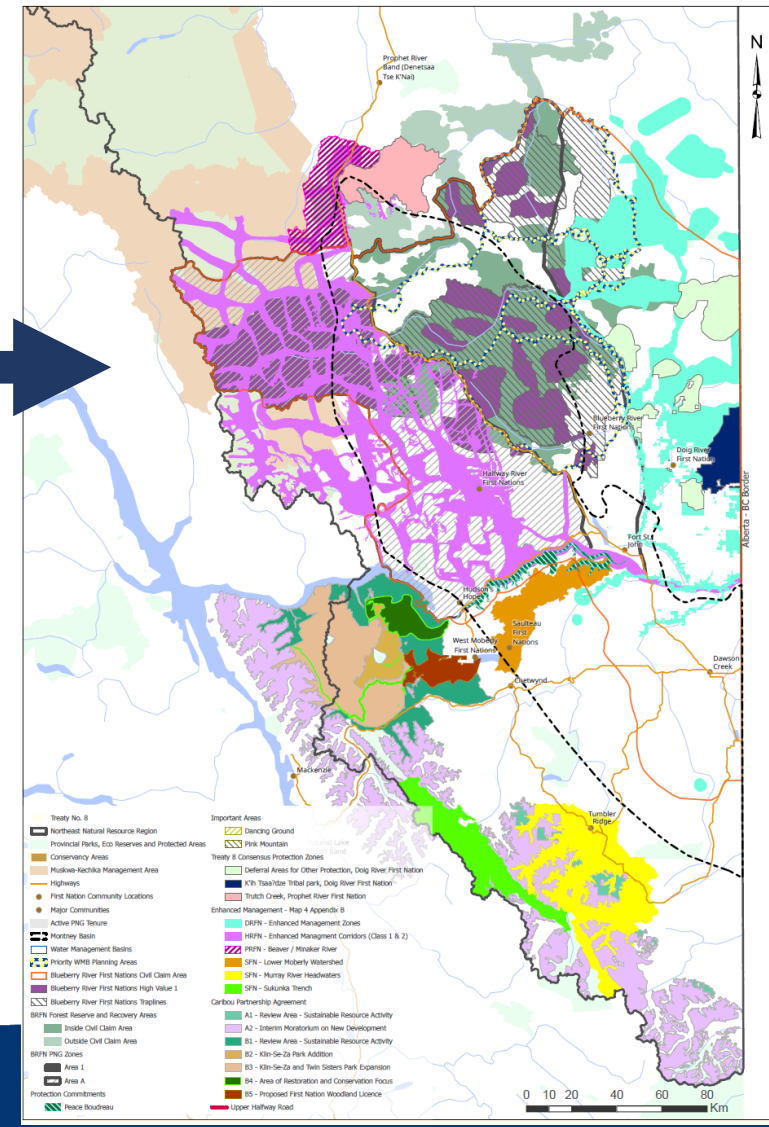 N
Prophet River
Band (Denetsaa
Tse K'Nai)
Blueberry River
First Nations
Doig River
First Nation
Halfway River
First Nations
Alberta - BC Border
Fort St.
John
Hudson's
Hope
Saulteau
First
Nations
West Moberly
First Nations
Dawson
Creek
Chetwynd
Mackenzie
Tumbler
Ridge
Treaty No. 8
Northeast Natural Resource Region
Provincial Parks, Eco Reserves and Protected Areas
Conservancy Areas
Muskwa-Kechika Management Area
Highways
First Nation Community Locations
Major Communities
Active PNG Tenure
Montney Basin
Water Management Basins
Priority WMB Planning Areas
Blueberry River First Nations Civil Claim Area
Blueberry River First Nations High Value 1
Blueberry River First Nations Traplines
BRFN Forest Reserve and Recovery Areas
Inside Civil Claim Area
Outside Civil Claim Area
BRFN PNG Zones
Area 1
Area A
Protection Commitments
Peace Boudreau
Important Areas
Dancing Ground
Pink Mountain
Treaty 8 Consensus Protection Zones
Deferral Areas for Other Protection, Doig River First Nation
K'ih Tsaa?dze Tribal park, Doig River First Nation
Trutch Creek, Prophet River First Nation
Enhanced Management - Map 4 Appendix B
DRFN - Enhanced Management Zones
HRFN - Enhanced Managment Corridors (Class 1 & 2)
PRFN - Beaver / Minaker River
SFN - Lower Moberly Watershed
SFN - Murray River Headwaters
SFN - Sukunka Trench
Caribou Partnership Agreement
A1 - Review Area - Sustainable Resource Activity
A2 - Interim Moratorium on New Development
B1 - Review Area - Sustainable Resource Activity
B2 - Klin-Se-Za Park Addition
B3 - Klin-Se-Za and Twin Sisters Park Expansion
B4 - Area of Restoration and Conservation Focus
B5 - Proposed First Nation Woodland Licence
Upper Halfway Road
0 10 20 40 60 80
Km